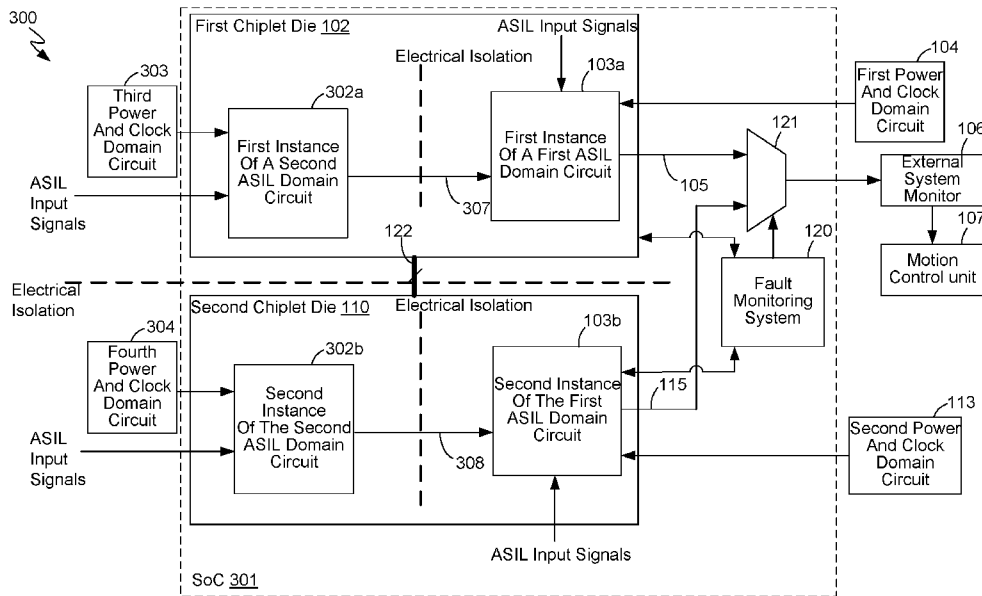 300
First Chiplet Die 102
ASIL Input Signals
Electrical Isolation
303
Third
Power
And Clock
Domain
Circuit
302a
First Instance
Of A Second
ASIL Domain
Circuit
103a
First Instance
Of A First ASIL
Domain Circuit
104
First Power
And Clock
Domain
Circuit
106
External
System
Monitor
107
Motion
Control unit
121
105
307
ASIL
Input
Signals
122
120
Fault
Monitoring
System
Electrical
Isolation
Second Chiplet Die 110
Electrical Isolation
304
Fourth
Power
And Clock
Domain
Circuit
302b
Second
Instance
Of The Second
ASIL Domain
Circuit
103b
Second Instance
Of The First
ASIL Domain
Circuit
115
113
Second Power
And Clock
Domain
Circuit
308
ASIL
Input
Signals
ASIL Input Signals
SoC 301